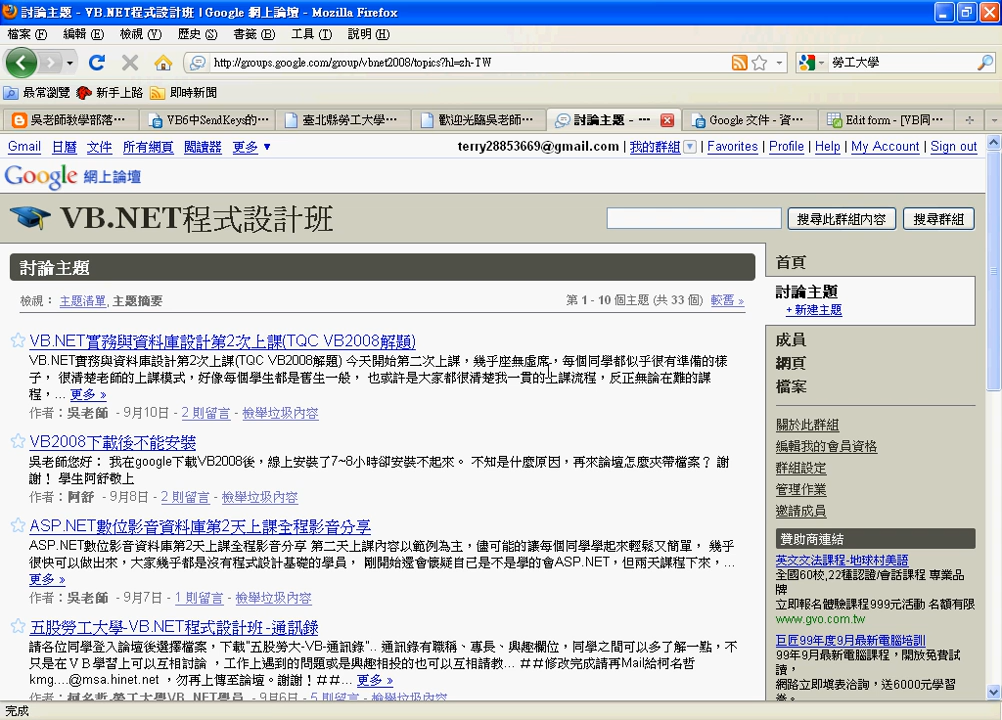 討論主題 - VB.NET程式設計班 | Google 網上論壇 - Mozilla Firefox
檔案(F) 編輯(E) 檢視(V) 歷史(S) 書籤(B) 工具(T) 說明(H)
http://groups.google.com/group/vbnet2008/topics?hl=zh-TW 勞工大學
最常瀏覽 新手上路 即時新聞
吳老師教學部落… VB6中SendKeys的… 臺北縣勞工大學… 歡迎光臨吳老師… 討論主題 - … Google 文件 - 資… Edit form - [VB同…
Gmail 日曆 文件 所有網頁 閱讀器 更多 ▼ terry28853669@gmail.com | 我的群組 | Favorites | Profile | Help | My Account | Sign out
Google 網上論壇
VB.NET程式設計班 搜尋此群組內容 搜尋群組
討論主題
檢視： 主題清單, 主題摘要 第 1 - 10 個主題 (共 33 個) 較舊 »
VB.NET實務與資料庫設計第2次上課(TQC VB2008解題)
VB.NET實務與資料庫設計第2次上課(TQC VB2008解題) 今天開始第二次上課，幾乎座無虛席，每個同學都似乎很有準備的樣
子， 很清楚老師的上課模式，好像每個學生都是舊生一般， 也或許是大家都很清楚我一貫的上課流程，反正無論在難的課
程，... 更多 »
作者：吳老師 - 9月10日 - 2 則留言 - 檢舉垃圾內容
VB2008下載後不能安裝
吳老師您好： 我在google下載VB2008後，線上安裝了7~8小時卻安裝不起來。 不知是什麼原因，再來論壇怎麼夾帶檔案？ 謝
謝！ 學生阿舒敬上
作者：阿舒 - 9月8日 - 2 則留言 - 檢舉垃圾內容
ASP.NET數位影音資料庫第2天上課全程影音分享
ASP.NET數位影音資料庫第2天上課全程影音分享 第二天上課內容以範例為主，儘可能的讓每個同學學起來輕鬆又簡單， 幾乎
很快可以做出來，大家幾乎都是沒有程式設計基礎的學員， 剛開始還會懷疑自己是不是學的會ASP.NET，但兩天課程下來，...
更多 »
作者：吳老師 - 9月7日 - 1 則留言 - 檢舉垃圾內容
五股勞工大學-VB.NET程式設計班 -通訊錄
請各位同學登入論壇後選擇檔案，下載"五股勞大-VB-通訊錄".. 通訊錄有職稱、專長、興趣欄位，同學之間可以多了解一點，不
只是在ＶＢ學習上可以互相討論 ，工作上遇到的問題或是興趣相投的也可以互相請教... ＃＃修改完成請再Mail給柯名哲
kmg....@msa.hinet.net ，勿再上傳至論壇。謝謝！＃＃... 更多 »
作者：柯名哲-勞工大學VB.NET學員 - 9月6日 - 5 則留言 - 檢舉垃圾內容
首頁
討論主題
+ 新建主題
成員
網頁
檔案
關於此群組
編輯我的會員資格
群組設定
管理作業
邀請成員
贊助商連結
英文文法課程-地球村美語
全國60校,22種認證/會話課程 專業品
牌
立即報名體驗課程999元活動 名額有限
www.gvo.com.tw
巨匠99年度9月最新電腦培訓
99年9月最新電腦課程，開放免費試
讀，
網路立即填表洽詢，送6000元學習
券。
完成